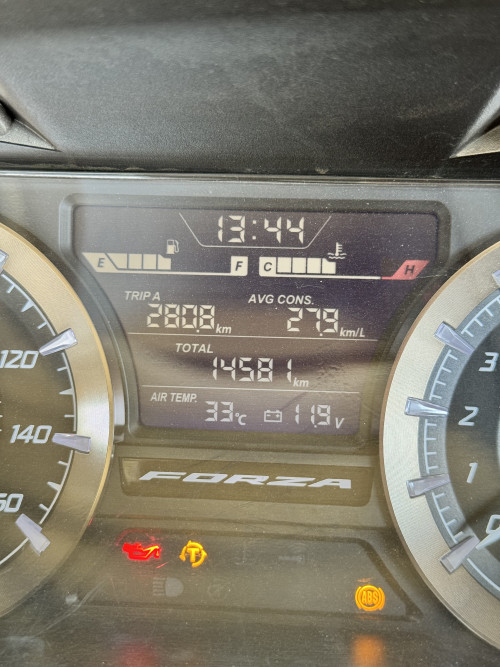 13:44
E F C H
TRIP A AVG CONS.
280.8 km 27.9 km/L
TOTAL
14581 km
AIR TEMP. 33°C 11.9 V
120
140
3
2
1
0
FORZA
T
ABS